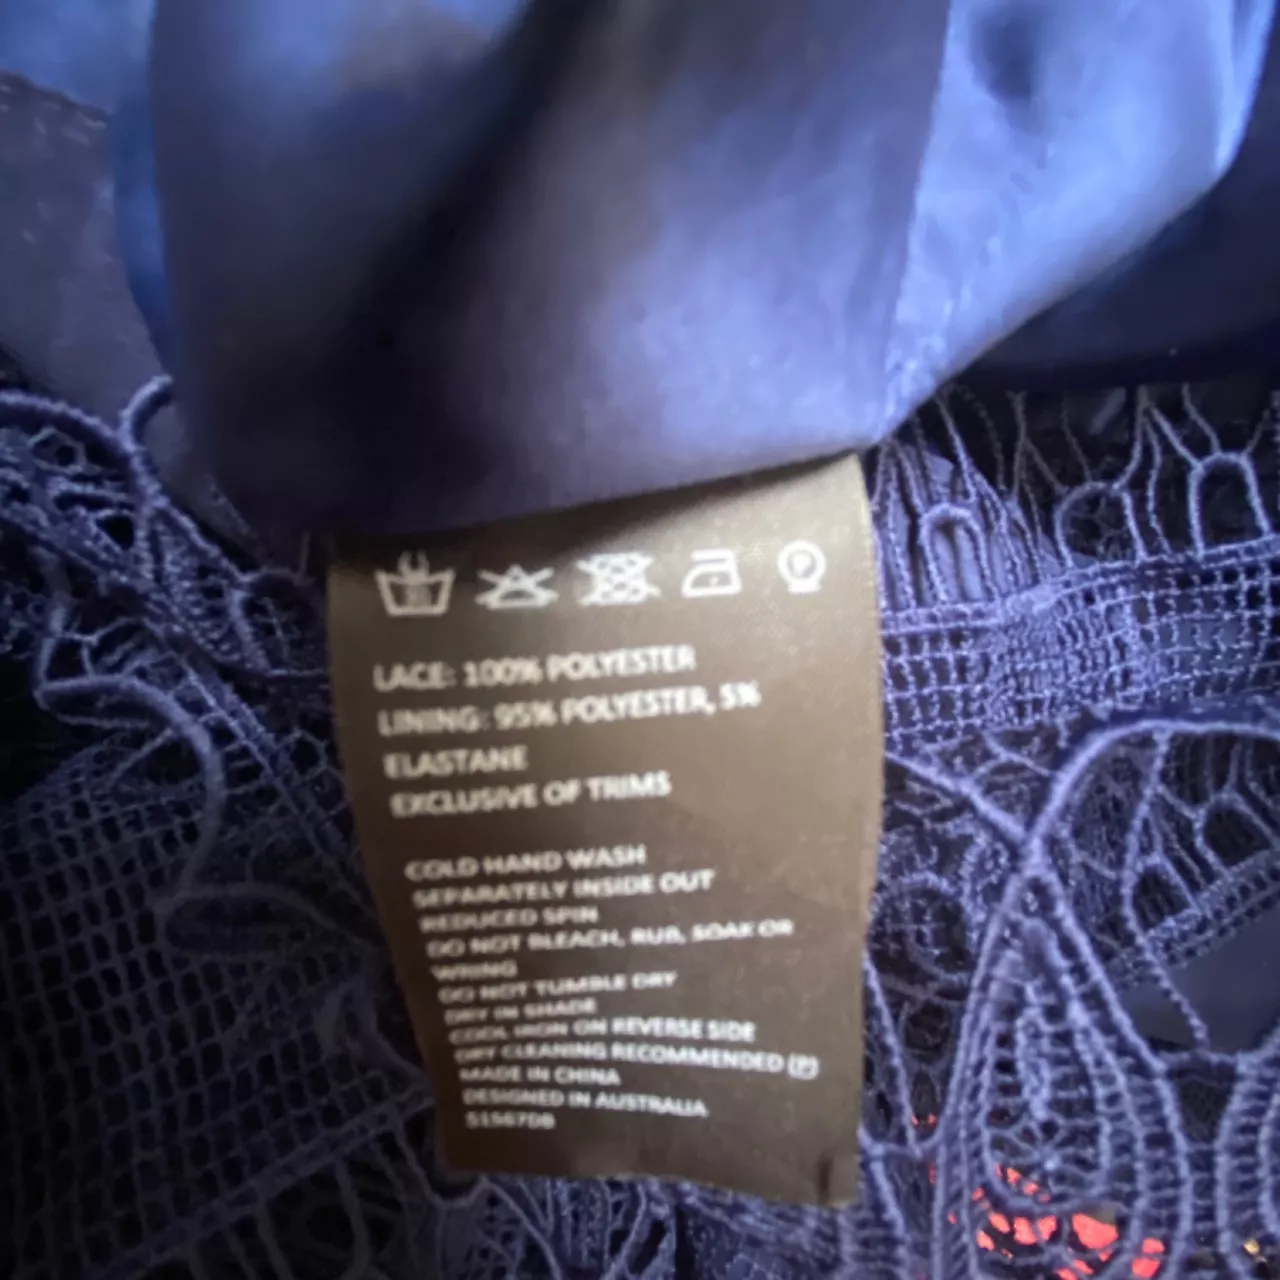 LACE: 100% POLYESTER
LINING: 95% POLYESTER, 5%
ELASTANE
EXCLUSIVE OF TRIMS
COLD HAND WASH
SEPARATELY INSIDE OUT
REDUCED SPIN
DO NOT BLEACH, RUB, SOAK OR
WRING
DO NOT TUMBLE DRY
DRY IN SHADE
COOL IRON ON REVERSE SIDE
DRY CLEANING RECOMMENDED (P)
MADE IN CHINA
DESIGNED IN AUSTRALIA